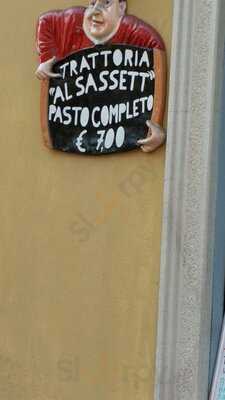 TRATTORIA
"AL SASSETT"
PASTO COMPLETO
€ 7,00